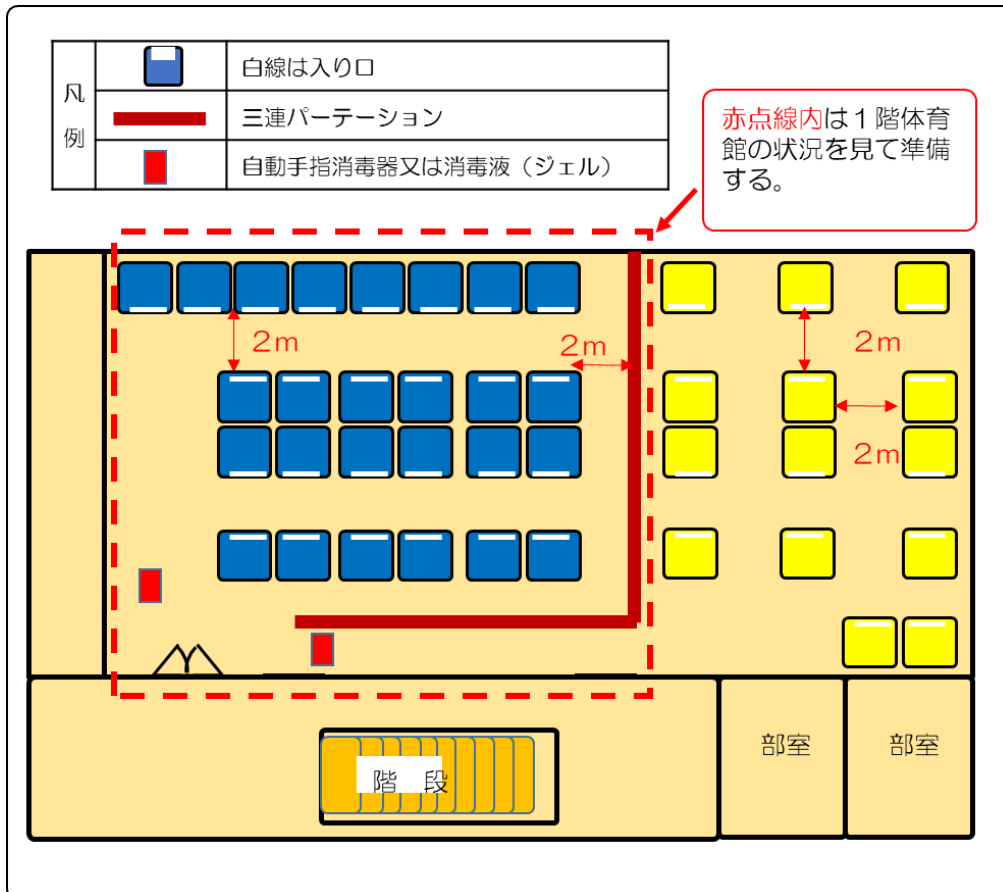 凡
例
白線は入り口
三連パーテーション
自動手指消毒器又は消毒液（ジェル）
赤点線内は１階体育
館の状況を見て準備
する。
２ｍ
２ｍ
２ｍ
２ｍ
部室
部室
階　段